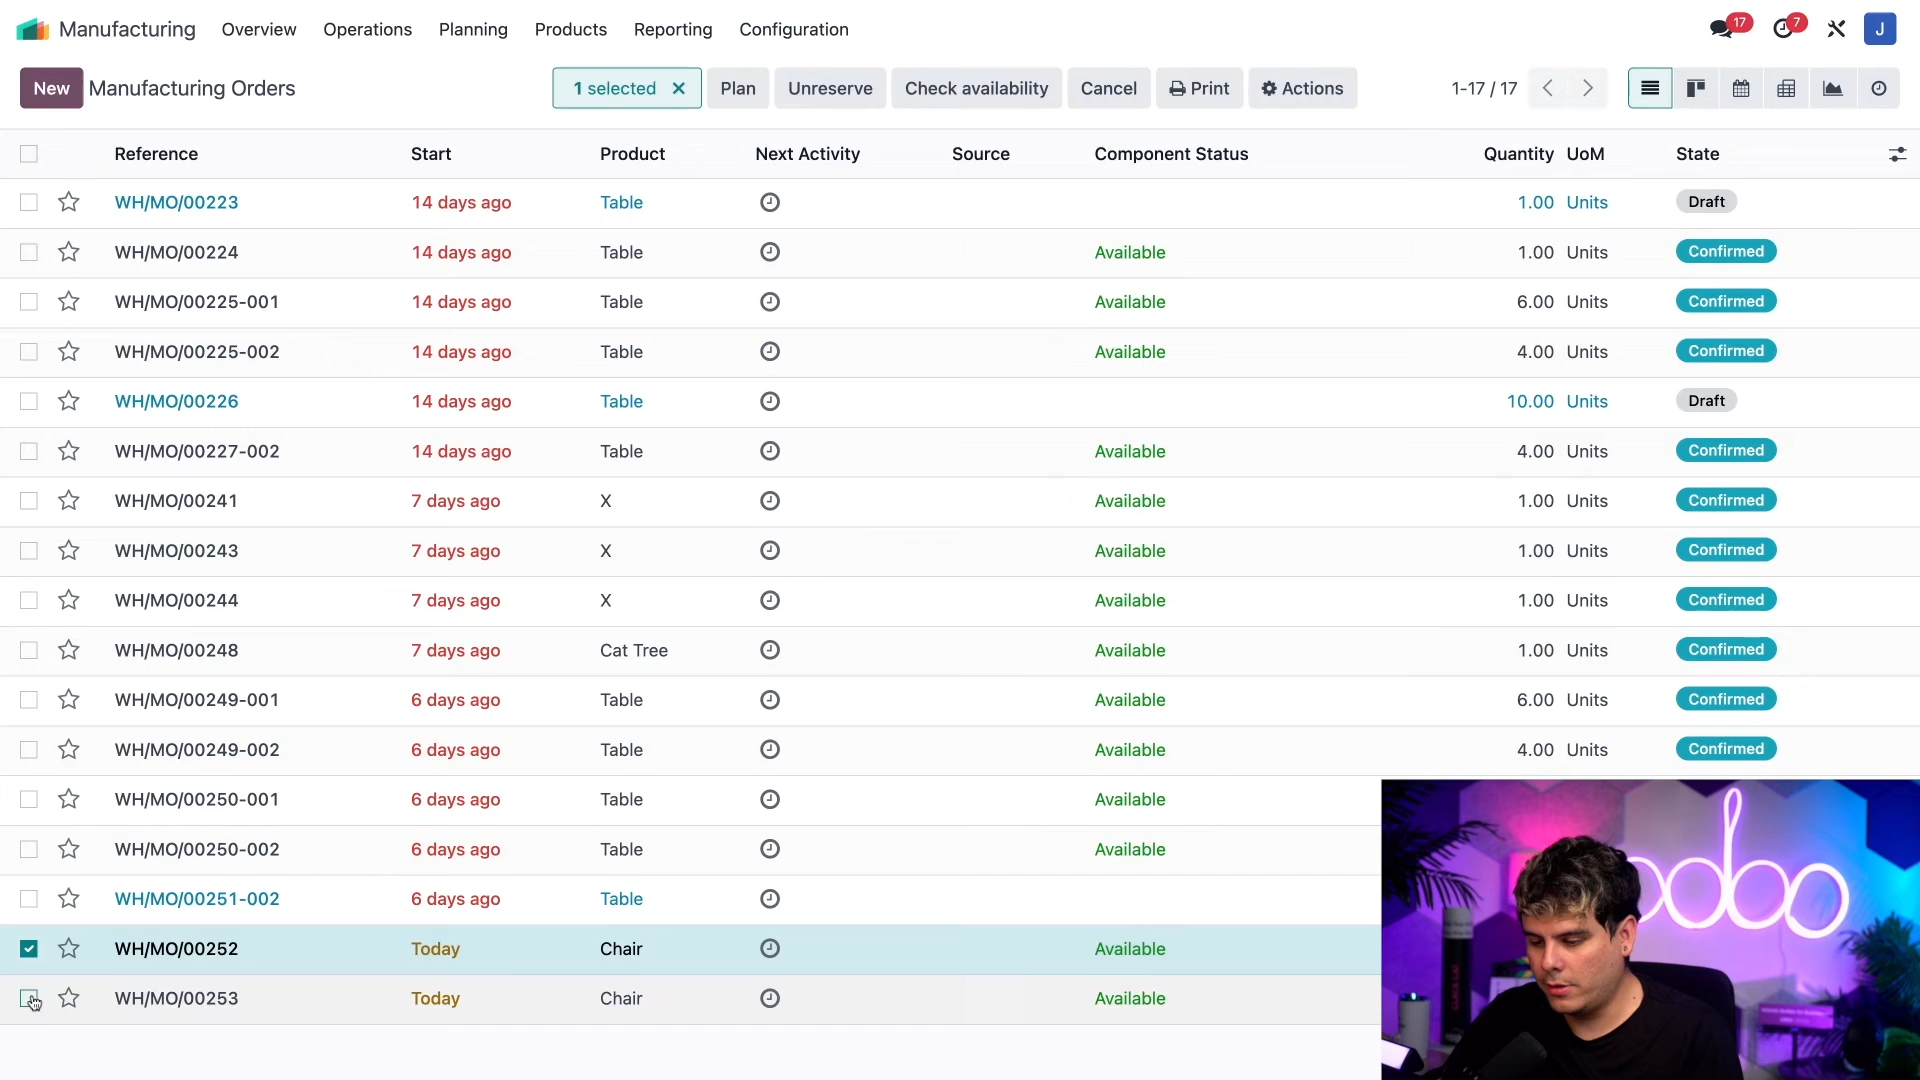 Manufacturing Overview Operations Planning Products Reporting Configuration 17 7 J
New Manufacturing Orders 1 selected Plan Unreserve Check availability Cancel Print Actions 1-17 / 17
Reference Start Product Next Activity Source Component Status Quantity UoM State
WH/MO/00223 14 days ago Table 1.00 Units Draft
WH/MO/00224 14 days ago Table Available 1.00 Units Confirmed
WH/MO/00225-001 14 days ago Table Available 6.00 Units Confirmed
WH/MO/00225-002 14 days ago Table Available 4.00 Units Confirmed
WH/MO/00226 14 days ago Table 10.00 Units Draft
WH/MO/00227-002 14 days ago Table Available 4.00 Units Confirmed
WH/MO/00241 7 days ago X Available 1.00 Units Confirmed
WH/MO/00243 7 days ago X Available 1.00 Units Confirmed
WH/MO/00244 7 days ago X Available 1.00 Units Confirmed
WH/MO/00248 7 days ago Cat Tree Available 1.00 Units Confirmed
WH/MO/00249-001 6 days ago Table Available 6.00 Units Confirmed
WH/MO/00249-002 6 days ago Table Available 4.00 Units Confirmed
WH/MO/00250-001 6 days ago Table Available
WH/MO/00250-002 6 days ago Table Available
WH/MO/00251-002 6 days ago Table
WH/MO/00252 Today Chair Available
WH/MO/00253 Today Chair Available
odoo